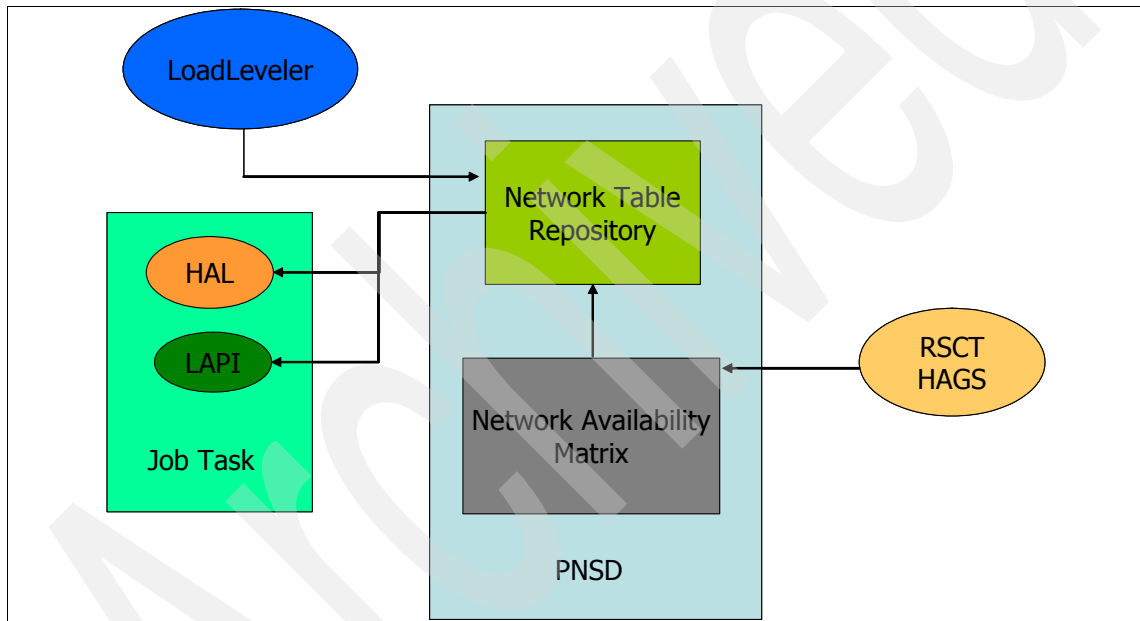 LoadLeveler
Network Table
Repository
HAL
LAPI
Job Task
Network Availability
Matrix
PNSD
RSCT
HAGS
Archived